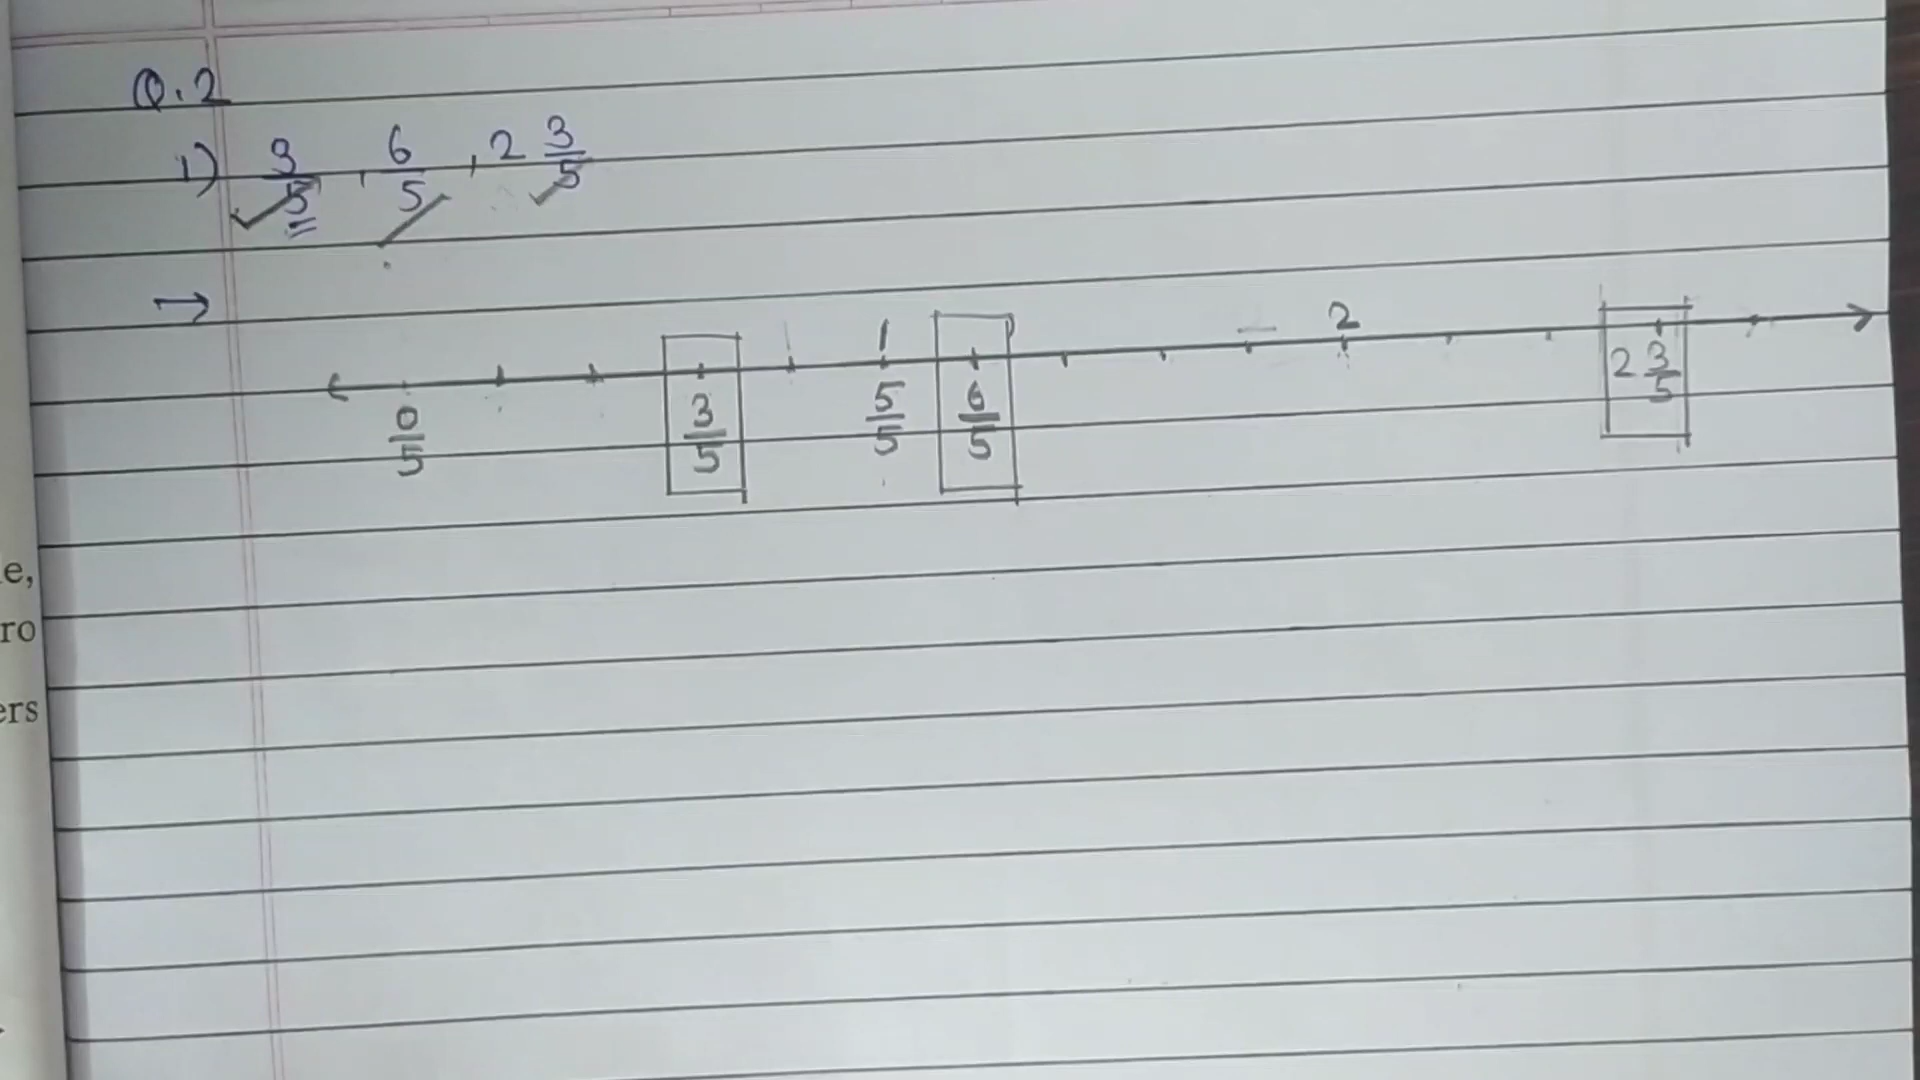 Q.2
1) 3/5, 6/5, 2 3/5
→
1 2
0/5 3/5 5/5 6/5 2 3/5
e,
ro
ers